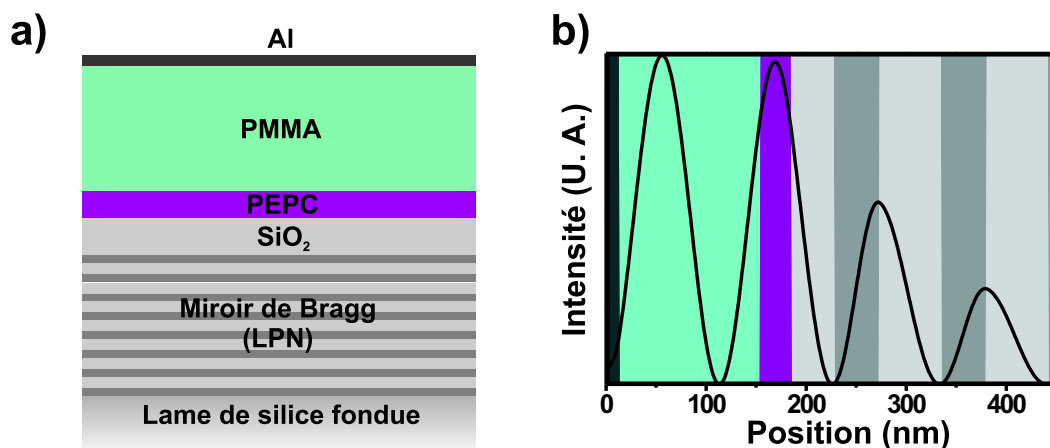 a)
Al
PMMA
PEPC
SiO₂
Miroir de Bragg
(LPN)
Lame de silice fondue
b)
Intensité (U. A.)
0 100 200 300 400
Position (nm)